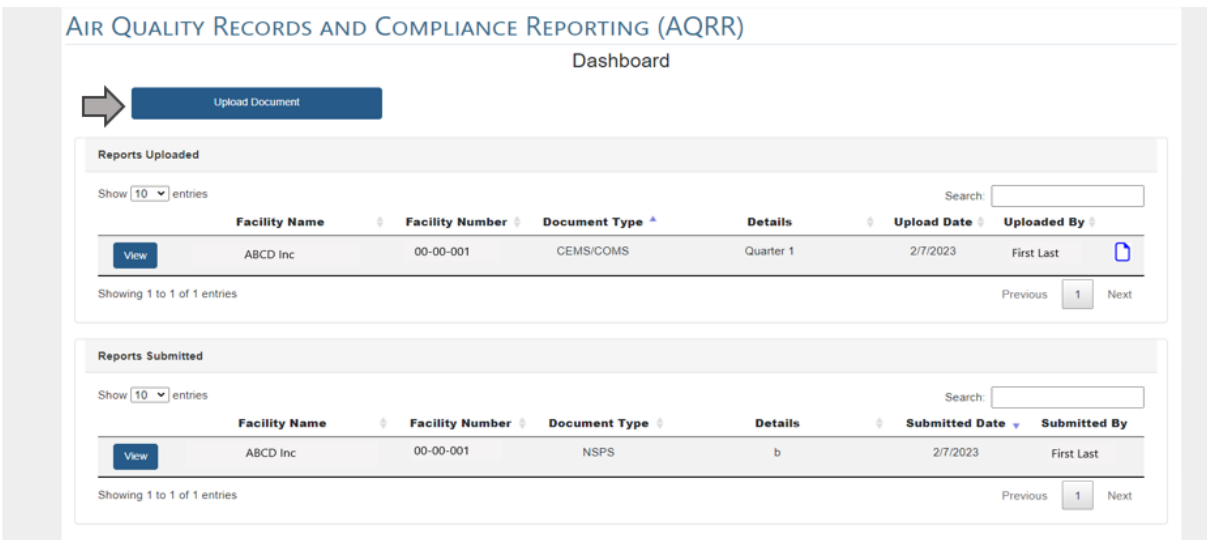 AIR QUALITY RECORDS AND COMPLIANCE REPORTING (AQRR)
Dashboard
Upload Document
Reports Uploaded
Show 10 entries Search:
Facility Name Facility Number Document Type Details Upload Date Uploaded By
View ABCD Inc 00-00-001 CEMS/COMS Quarter 1 2/7/2023 First Last
Showing 1 to 1 of 1 entries Previous 1 Next
Reports Submitted
Show 10 entries Search:
Facility Name Facility Number Document Type Details Submitted Date Submitted By
View ABCD Inc 00-00-001 NSPS b 2/7/2023 First Last
Showing 1 to 1 of 1 entries Previous 1 Next